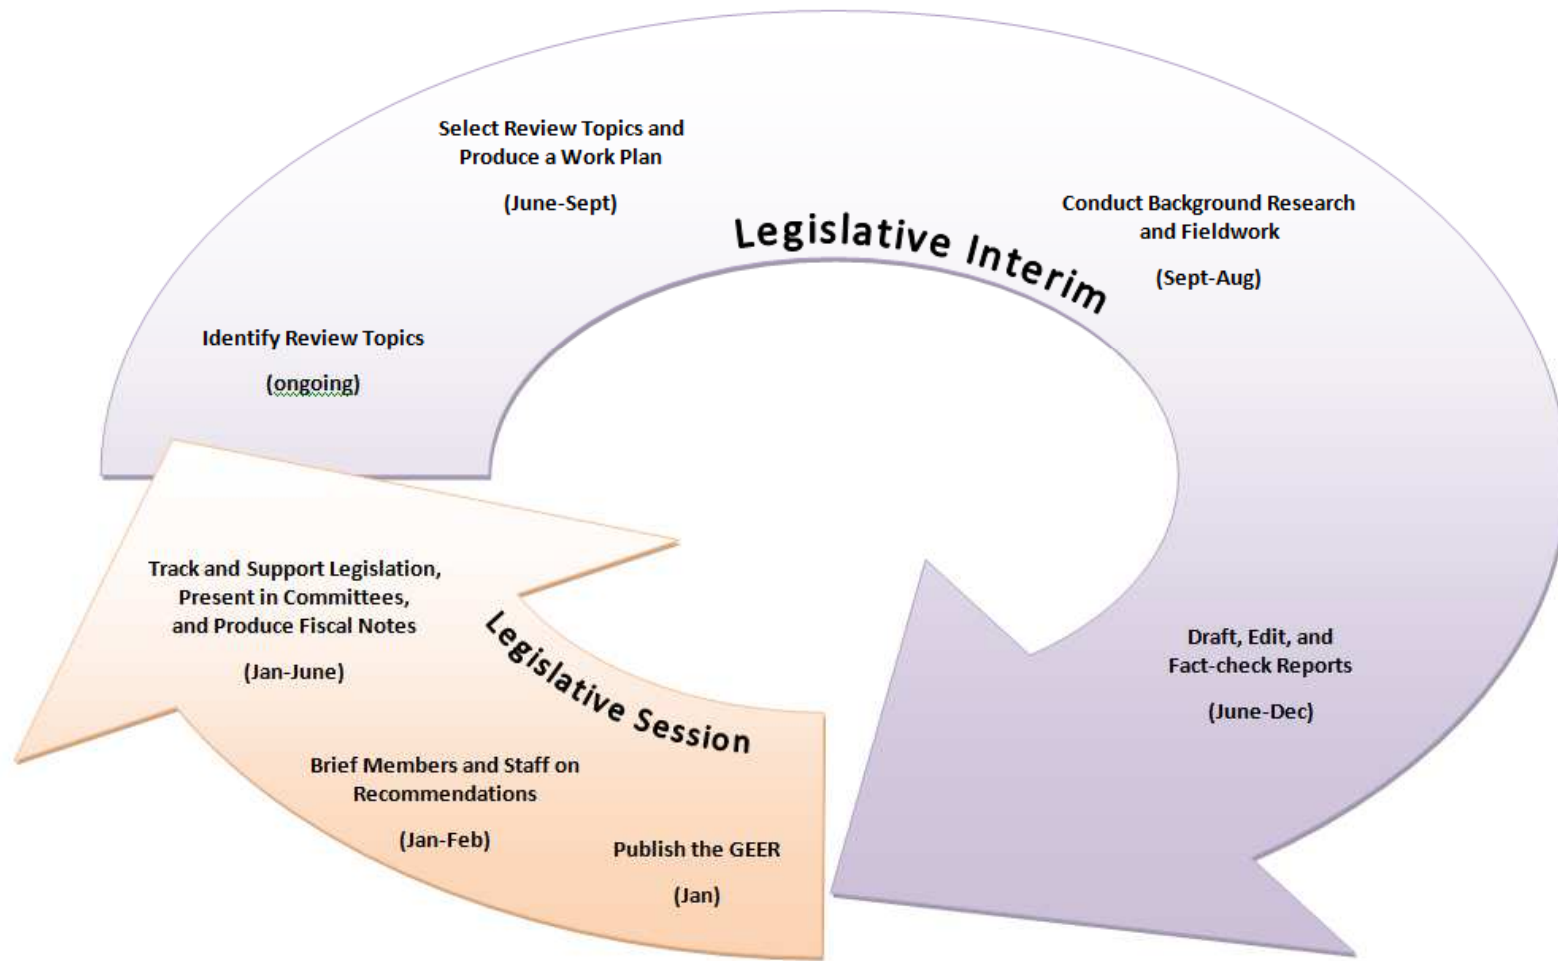 Select Review Topics and
Produce a Work Plan
(June-Sept)
Legislative Interim
Conduct Background Research
and Fieldwork
(Sept-Aug)
Identify Review Topics
(ongoing)
Track and Support Legislation,
Present in Committees,
and Produce Fiscal Notes
(Jan-June)
Legislative Session
Draft, Edit, and
Fact-check Reports
(June-Dec)
Brief Members and Staff on
Recommendations
(Jan-Feb)
Publish the GEER
(Jan)